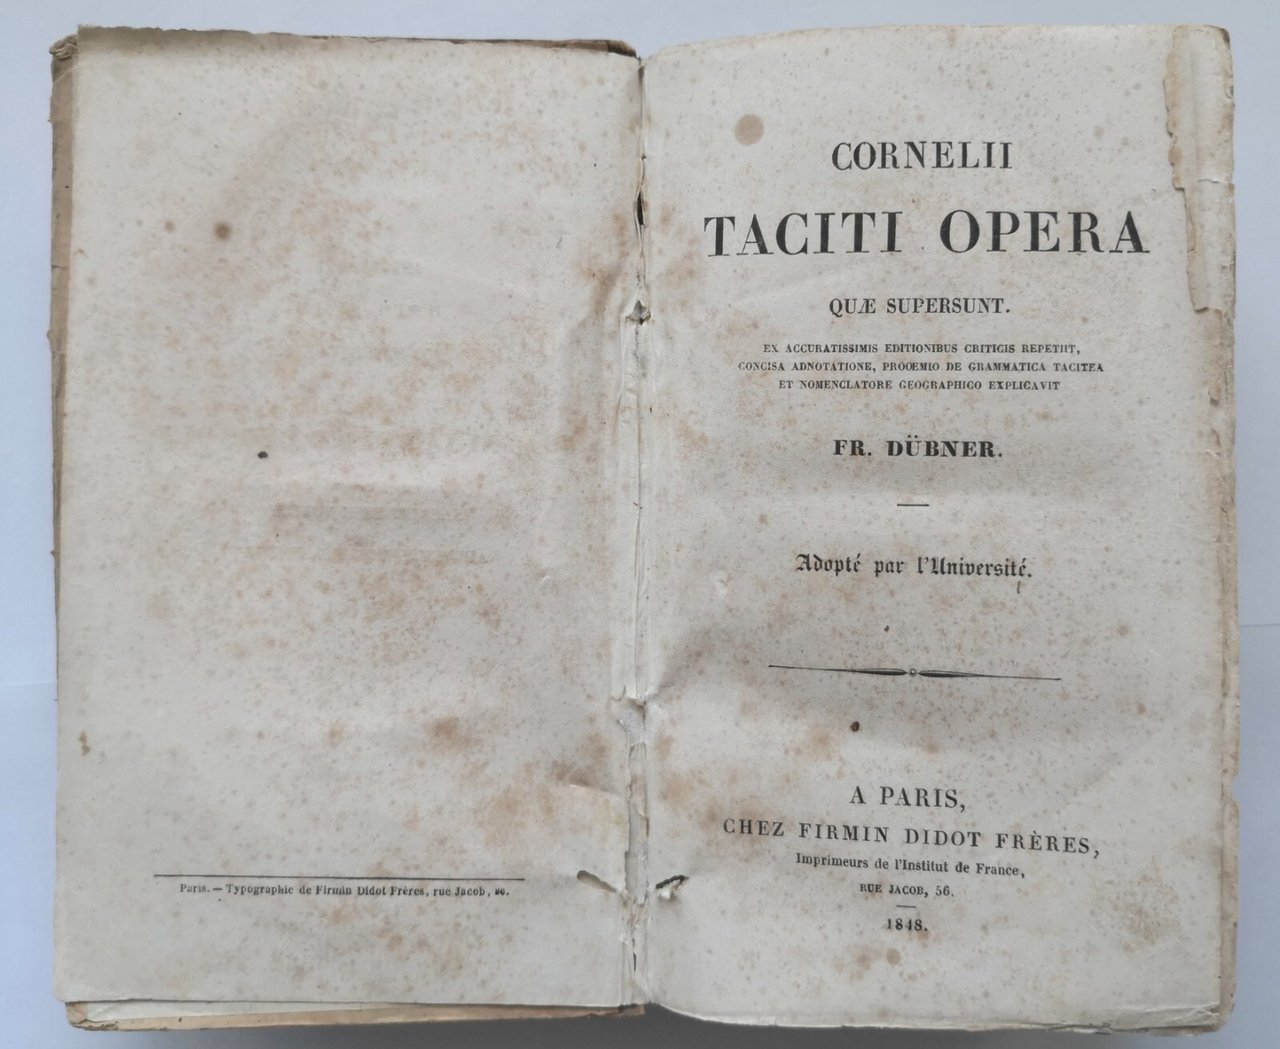 Paris. — Typographie de Firmin Didot Frères, rue Jacob, 56.
CORNELII
TACITI OPERA
QUÆ SUPERSUNT.
EX ACCURATISSIMIS EDITIONIBUS CRITICIS REPETIIT,
CONCISA ADNOTATIONE, PROOEMIO DE GRAMMATICA TACITEA
ET NOMENCLATORE GEOGRAPHICO EXPLICAVIT
FR. DÜBNER.
Adopté par l'Université.
A PARIS,
CHEZ FIRMIN DIDOT FRÈRES,
Imprimeurs de l'Institut de France,
RUE JACOB, 56.
1848.